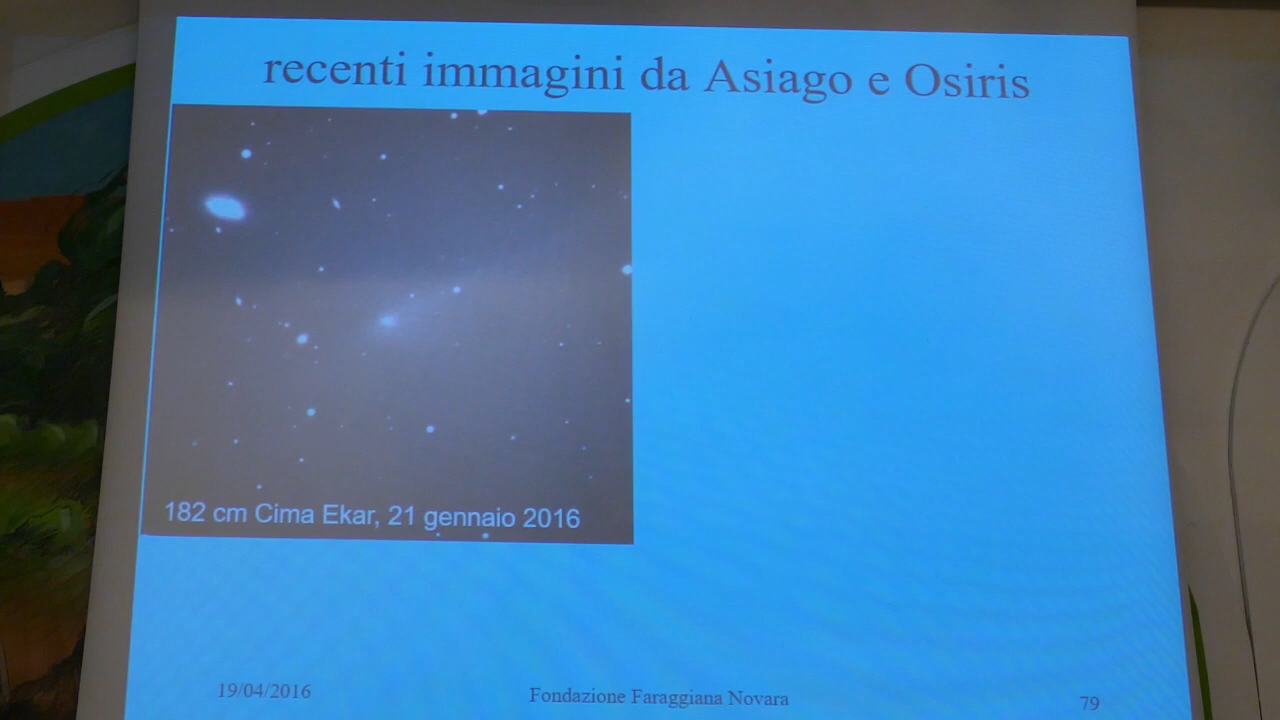 recenti immagini da Asiago e Osiris
182 cm Cima Ekar, 21 gennaio 2016
19/04/2016
Fondazione Faraggiana Novara
79